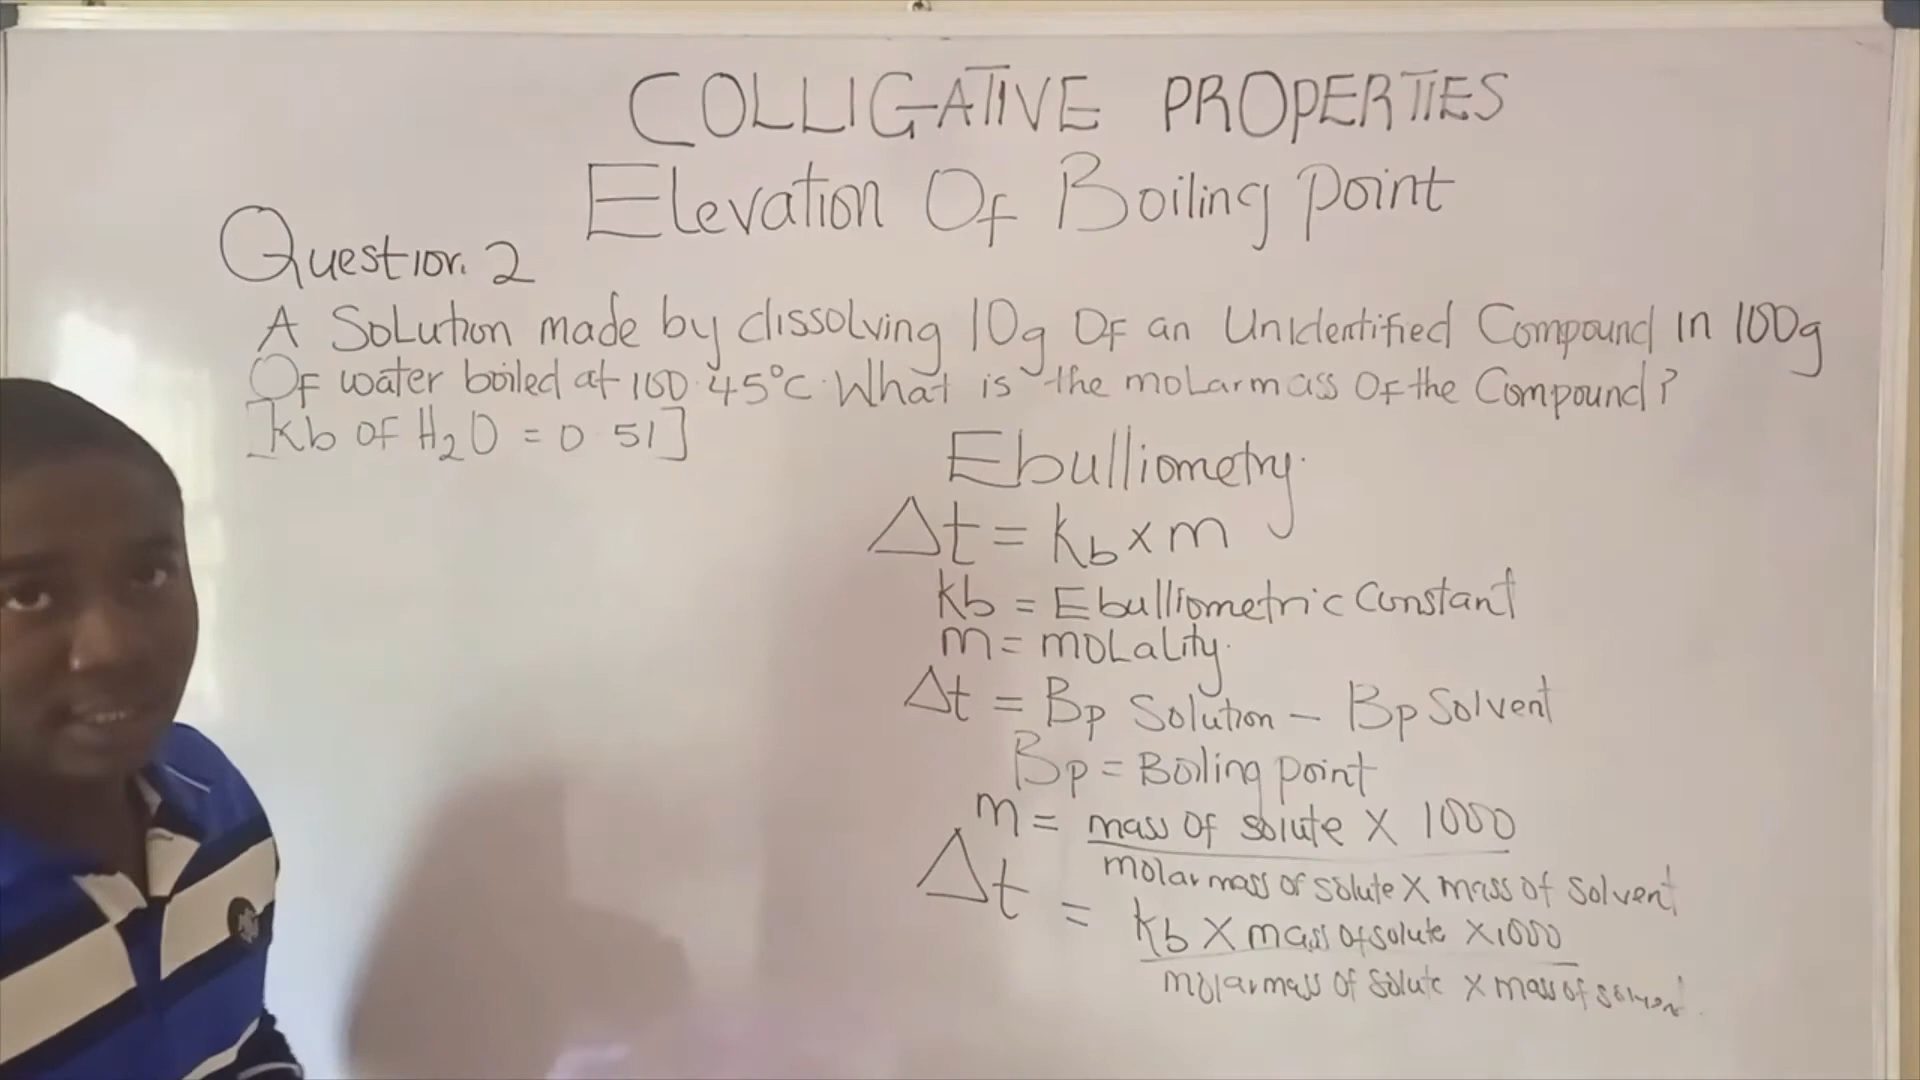 COLLIGATIVE PROPERTIES
Elevation Of Boiling point
Question 2
A Solution made by dissolving 10g Of an Unidentified Compound in 100g
Of water boiled at 100.45°C. What is the molarmass Of the Compound?
[Kb of H2O = 0.51]
Ebulliometry.
Δt = Kb x m
Kb = Ebulliometric Constant
m = moLaLity.
Δt = Bp Solution - Bp Solvent
Bp = Boiling point
m = mass Of solute X 1000
molar mass of solute X mass of Solvent
Δt = Kb X mass of solute X 1000
molar mass Of Solute X mass of solvent.